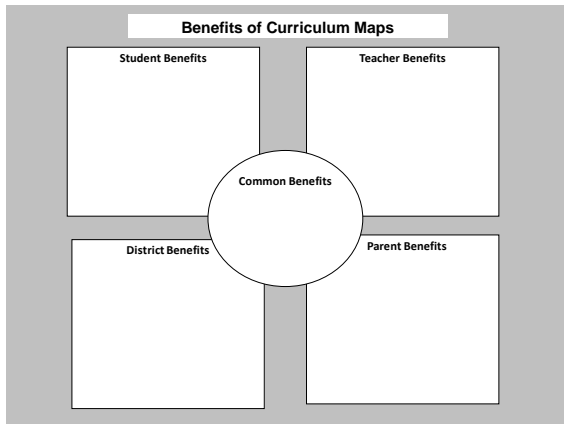 Benefits of Curriculum Maps
Student Benefits
Teacher Benefits
Common Benefits
District Benefits
Parent Benefits